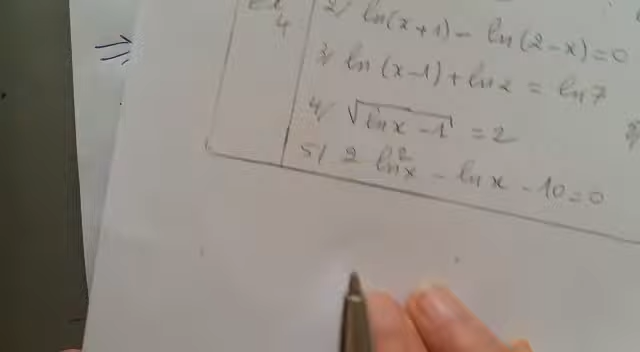 2/ ln(x+1) - ln(2-x) = 0
4
3/ ln(x-1) + ln2 = ln7
4/ √(lnx - 1) = 2
5/ 2 ln²x - lnx - 10 = 0